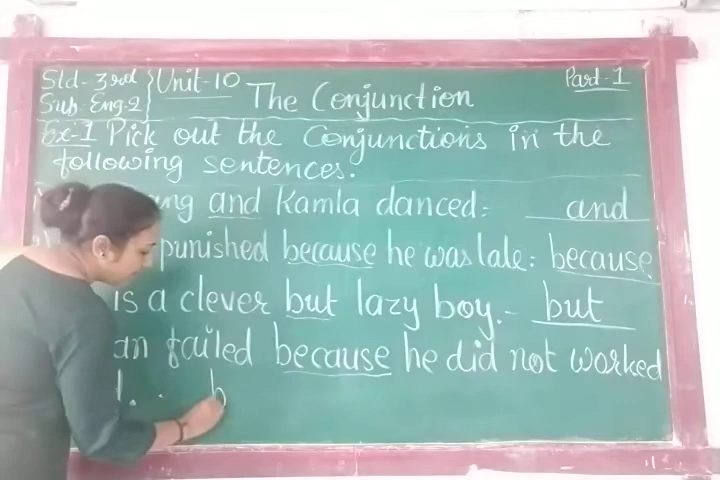 Std - 3rd } Unit-10 Part-1
Sub Eng-2 } The Conjunction
Ex-1 Pick out the Conjunctions in the
following sentences.
ang and Kamla danced: and
punished because he was late: because
is a clever but lazy boy.- but
an failed because he did not worked
d. . b